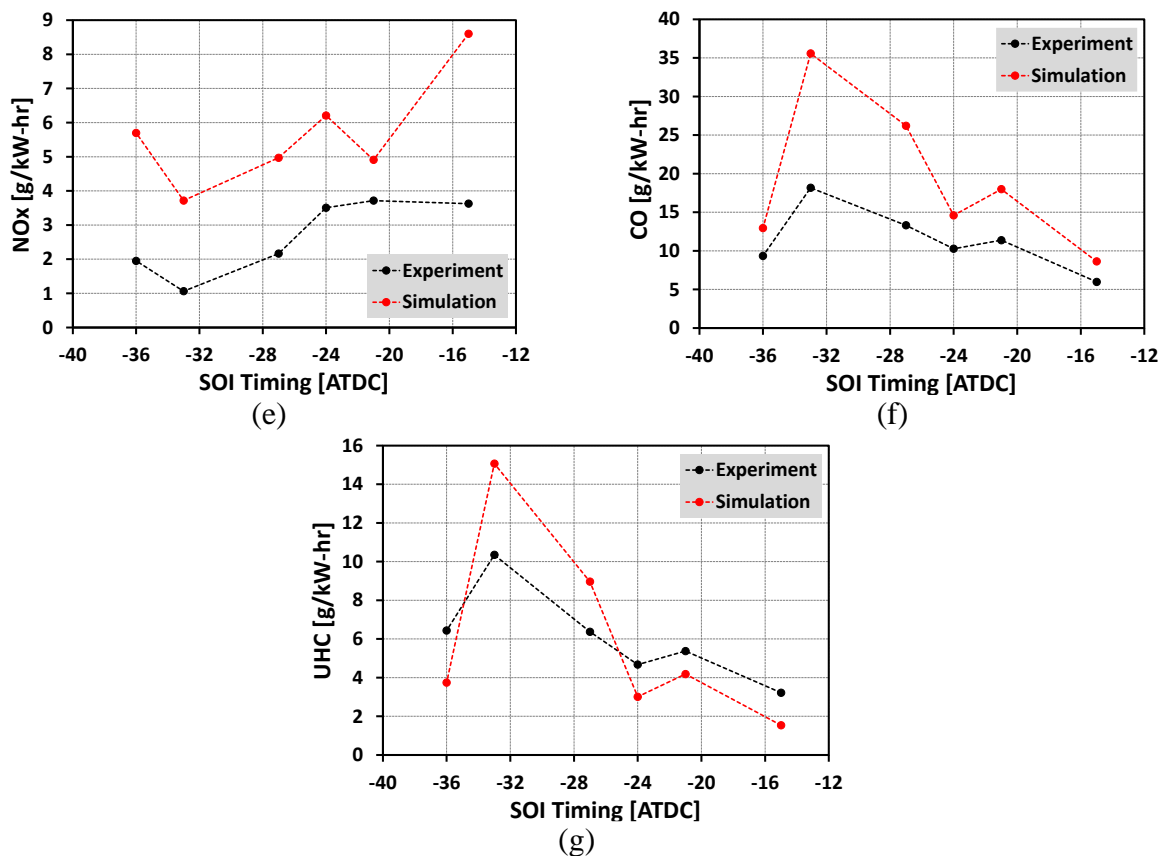 9
8
7
6
5
4
3
2
1
0
NOx [g/kW-hr]
Experiment
Simulation
-40 -36 -32 -28 -24 -20 -16 -12
SOI Timing [ATDC]
(e)
40
35
30
25
20
15
10
5
0
CO [g/kW-hr]
Experiment
Simulation
-40 -36 -32 -28 -24 -20 -16 -12
SOI Timing [ATDC]
(f)
16
14
12
10
8
6
4
2
0
UHC [g/kW-hr]
Experiment
Simulation
-40 -36 -32 -28 -24 -20 -16 -12
SOI Timing [ATDC]
(g)